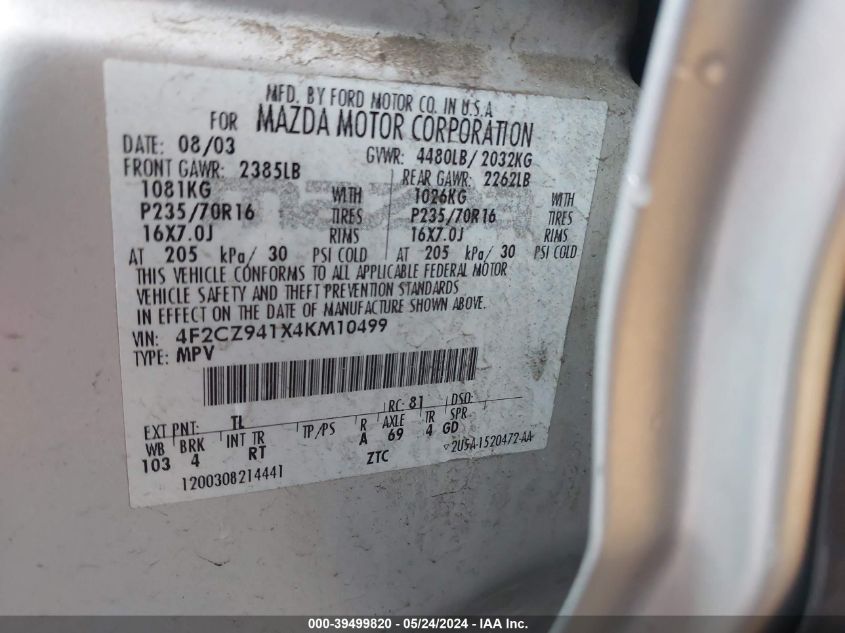 MFD. BY FORD MOTOR CO. IN U.S.A
FOR MAZDA MOTOR CORPORATION
DATE: 08/03 GVWR: 4480LB/2032KG
FRONT GAWR: 2385LB REAR GAWR: 2262LB
1081KG WITH 1026KG WITH
P235/70R16 TIRES P235/70R16 TIRES
16X7.0J RIMS 16X7.0J RIMS
AT 205 kPa/ 30 PSI COLD AT 205 kPa/ 30 PSI COLD
THIS VEHICLE CONFORMS TO ALL APPLICABLE FEDERAL MOTOR
VEHICLE SAFETY AND THEFT PREVENTION STANDARDS
IN EFFECT ON THE DATE OF MANUFACTURE SHOWN ABOVE.
VIN: 4F2CZ941X4KM10499
TYPE: MPV
RC: 81 DSO:
EXT PNT: TL
WB BRK INT TR TP/PS R AXLE TR SPR
103 4 RT A 69 4 GD
ZTC 2U5A-1520472-AA
1200308214441
000-39499820 - 05/24/2024 - IAA Inc.